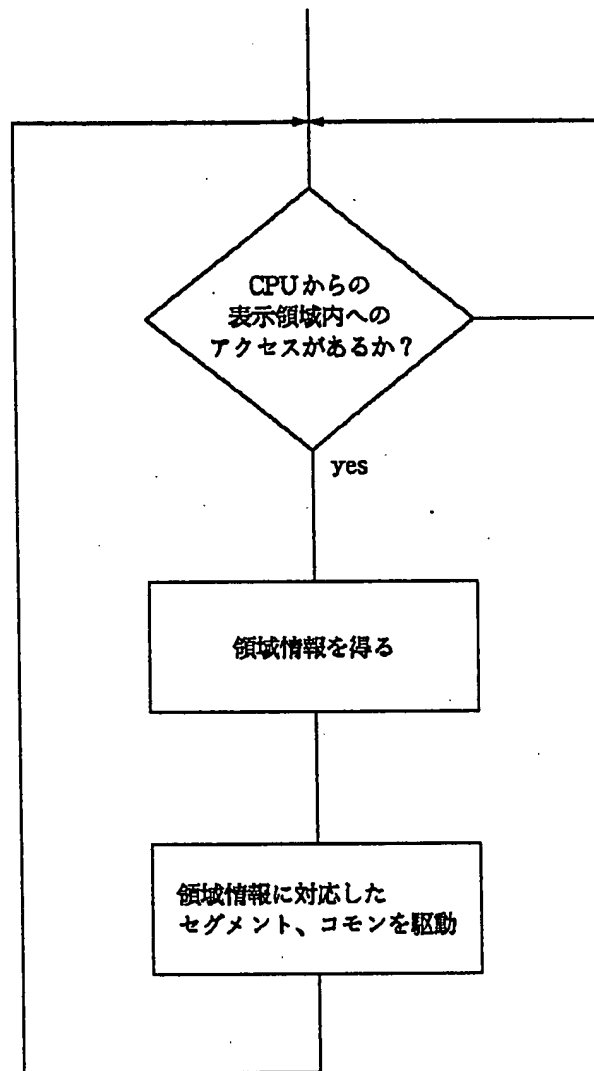 CPUからの
表示領域内への
アクセスがあるか？
yes
領域情報を得る
領域情報に対応した
セグメント、コモンを駆動